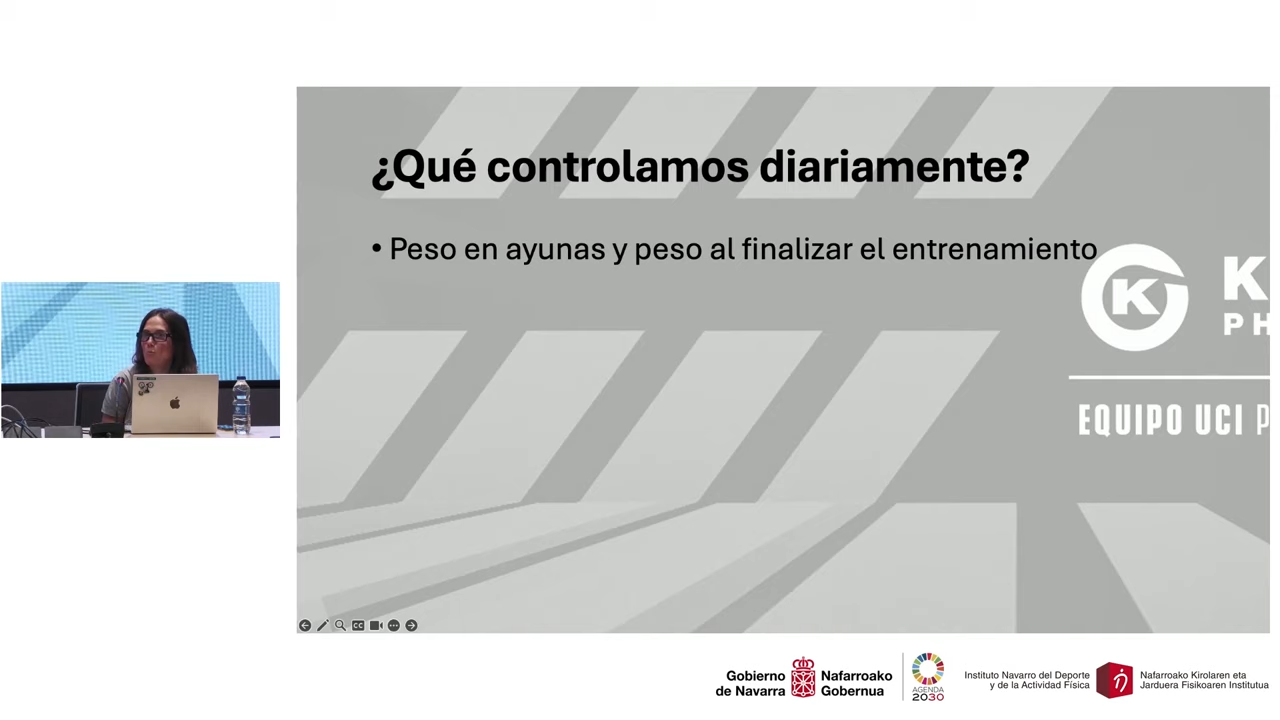 ¿Qué controlamos diariamente?
• Peso en ayunas y peso al finalizar el entrenamiento
K
K
PH
EQUIPO UCI P
CC
Gobierno
de Navarra
Nafarroako
Gobernua
AGENDA
2030
Instituto Navarro del Deporte
y de la Actividad Física
Nafarroako Kirolaren eta
Jarduera Fisikoaren Institutua